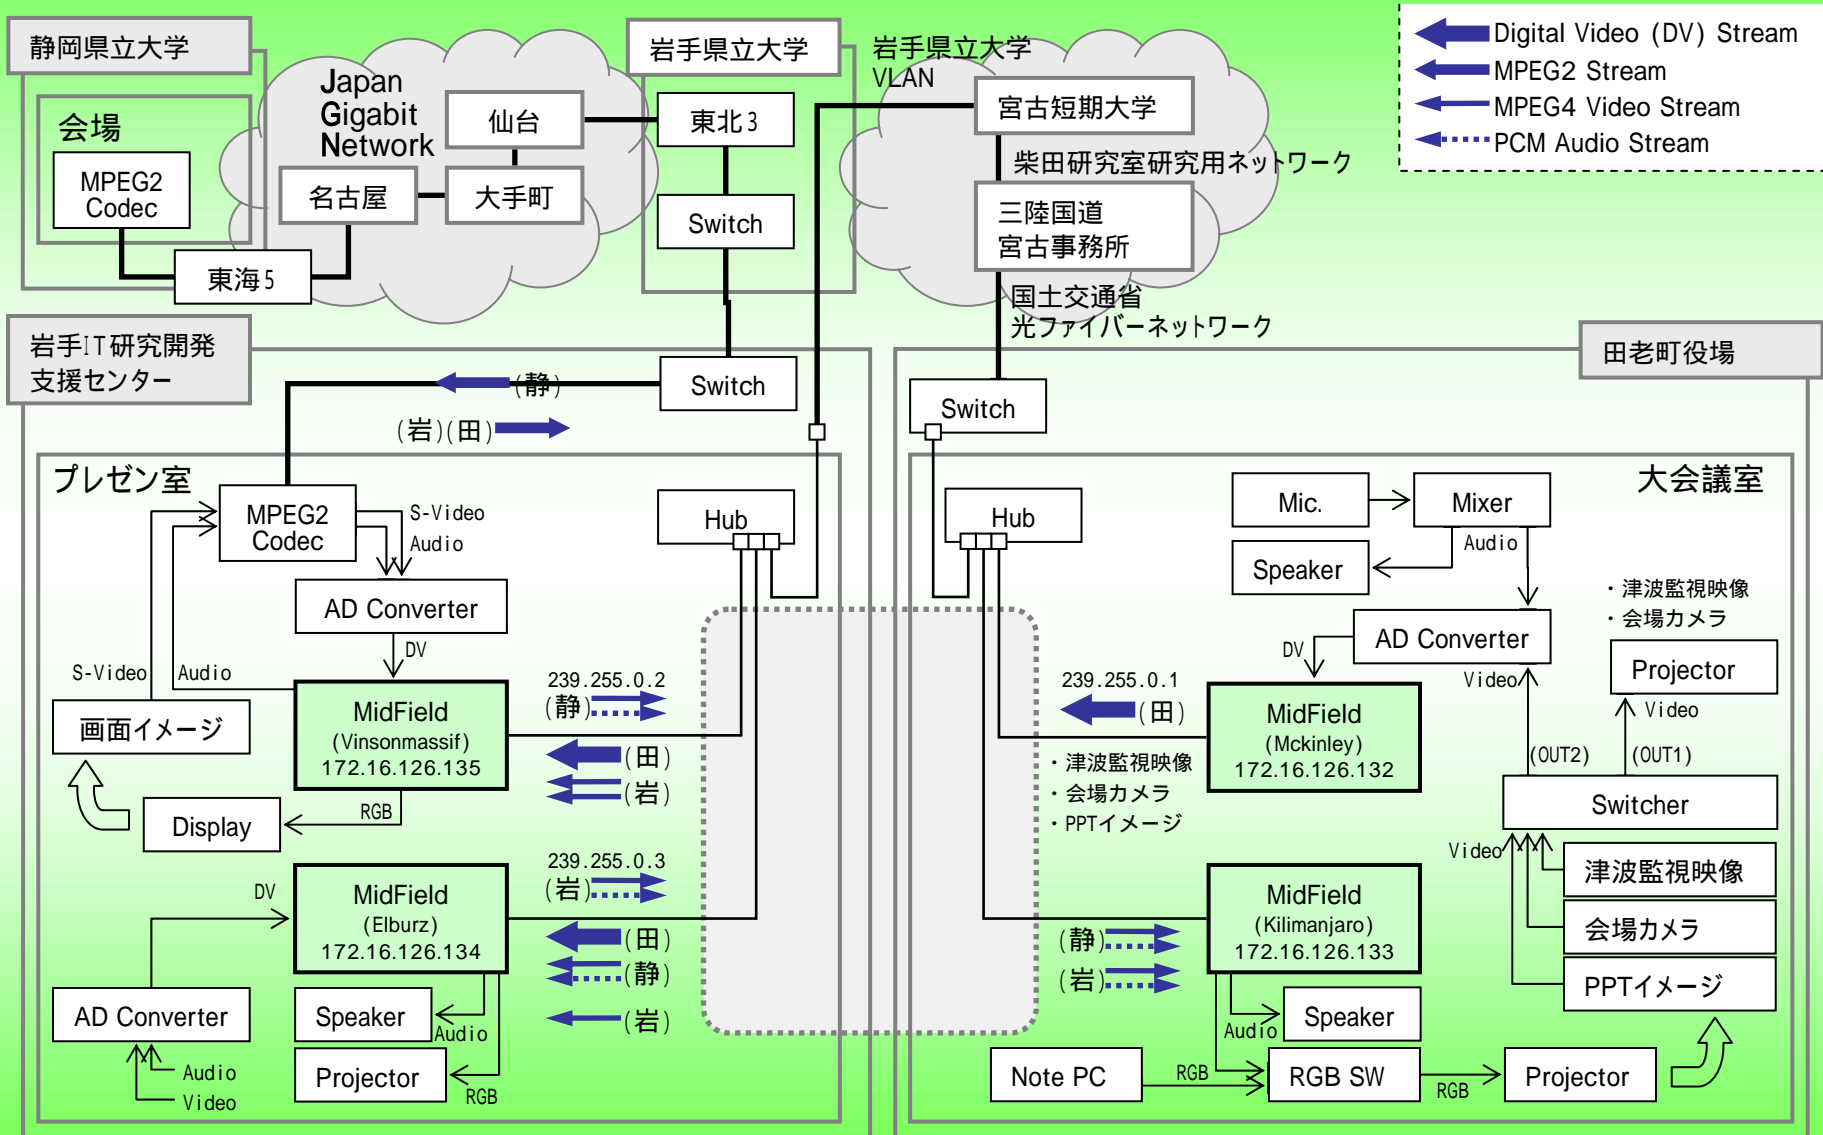 静岡県立大学
会場
MPEG2
Codec
東海5
Japan
Gigabit
Network
仙台
名古屋
大手町
岩手県立大学
東北3
Switch
岩手県立大学
VLAN
宮古短期大学
柴田研究室研究用ネットワーク
三陸国道
宮古事務所
国土交通省
光ファイバーネットワーク
Digital Video (DV) Stream
MPEG2 Stream
MPEG4 Video Stream
PCM Audio Stream
岩手IT研究開発
支援センター
Switch
(静)
(岩)(田)
プレゼン室
MPEG2
Codec
S-Video
Audio
Hub
AD Converter
DV
S-Video
Audio
画面イメージ
MidField
(Vinsonmassif)
172.16.126.135
239.255.0.2
(静)
(田)
(岩)
RGB
Display
MidField
(Elburz)
172.16.126.134
DV
239.255.0.3
(岩)
(田)
(静)
(岩)
AD Converter
Audio
Video
Speaker
Audio
Projector
RGB
田老町役場
Switch
大会議室
Hub
Mic.
Mixer
Audio
Speaker
・津波監視映像
・会場カメラ
AD Converter
DV
Video
Projector
Video
239.255.0.1
(田)
MidField
(Mckinley)
172.16.126.132
・津波監視映像
・会場カメラ
・PPTイメージ
(OUT2)
(OUT1)
Switcher
Video
津波監視映像
会場カメラ
PPTイメージ
MidField
(Kilimanjaro)
172.16.126.133
(静)
(岩)
Audio
Speaker
Note PC
RGB
RGB SW
RGB
Projector